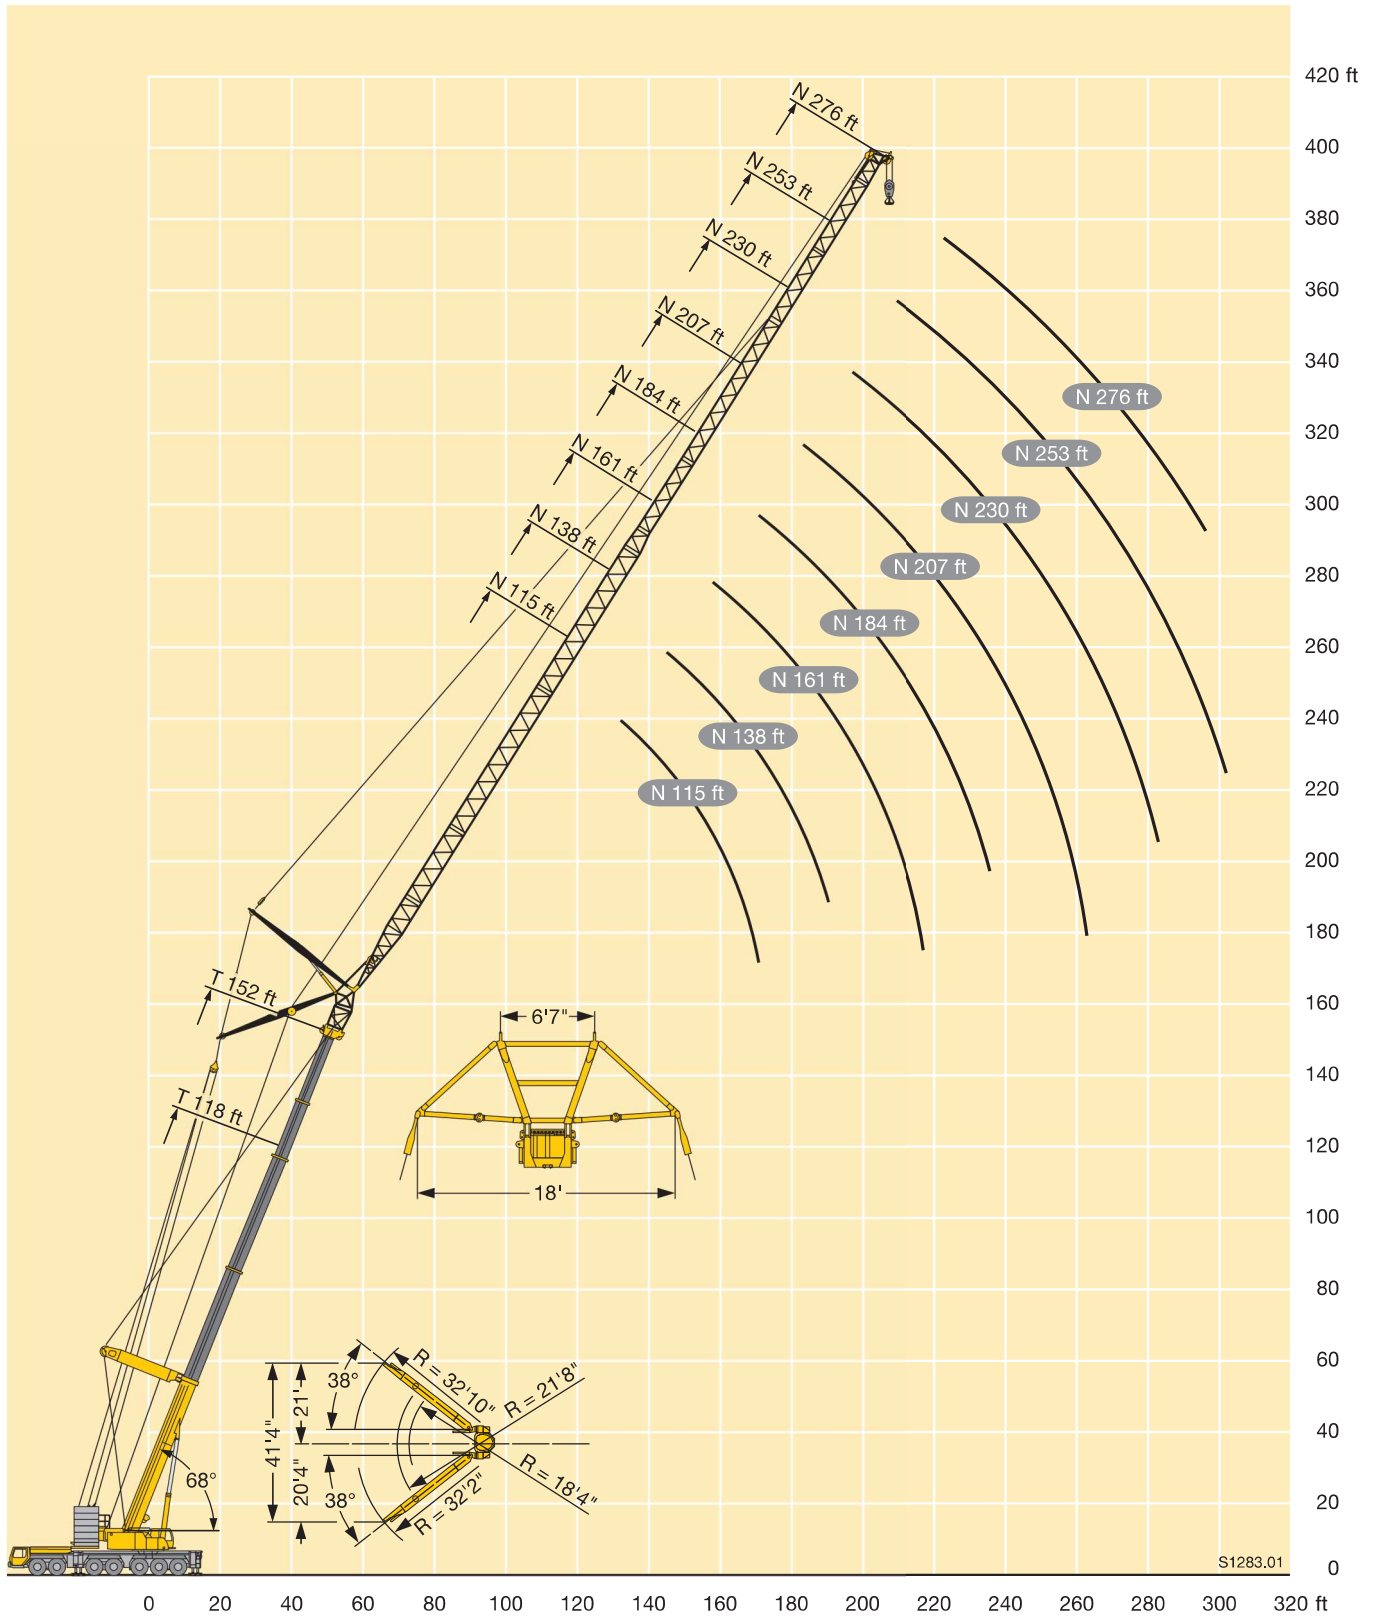 420 ft
N 276 ft
400
N 253 ft
380
N 230 ft
360
N 207 ft
340
N 276 ft
N 184 ft
320
N 253 ft
N 161 ft
300
N 230 ft
N 138 ft
280
N 207 ft
N 115 ft
260
N 184 ft
N 161 ft
240
N 138 ft
220
N 115 ft
200
180
T 152 ft
160
6'7"
140
T 118 ft
120
18'
100
80
60
R = 32'10"
R = 21'8"
38°
21'
41'4"
40
20'4"
68°
38°
R = 32'2"
R = 18'4"
20
S1283.01
0
0 20 40 60 80 100 120 140 160 180 200 220 240 260 280 300 320 ft